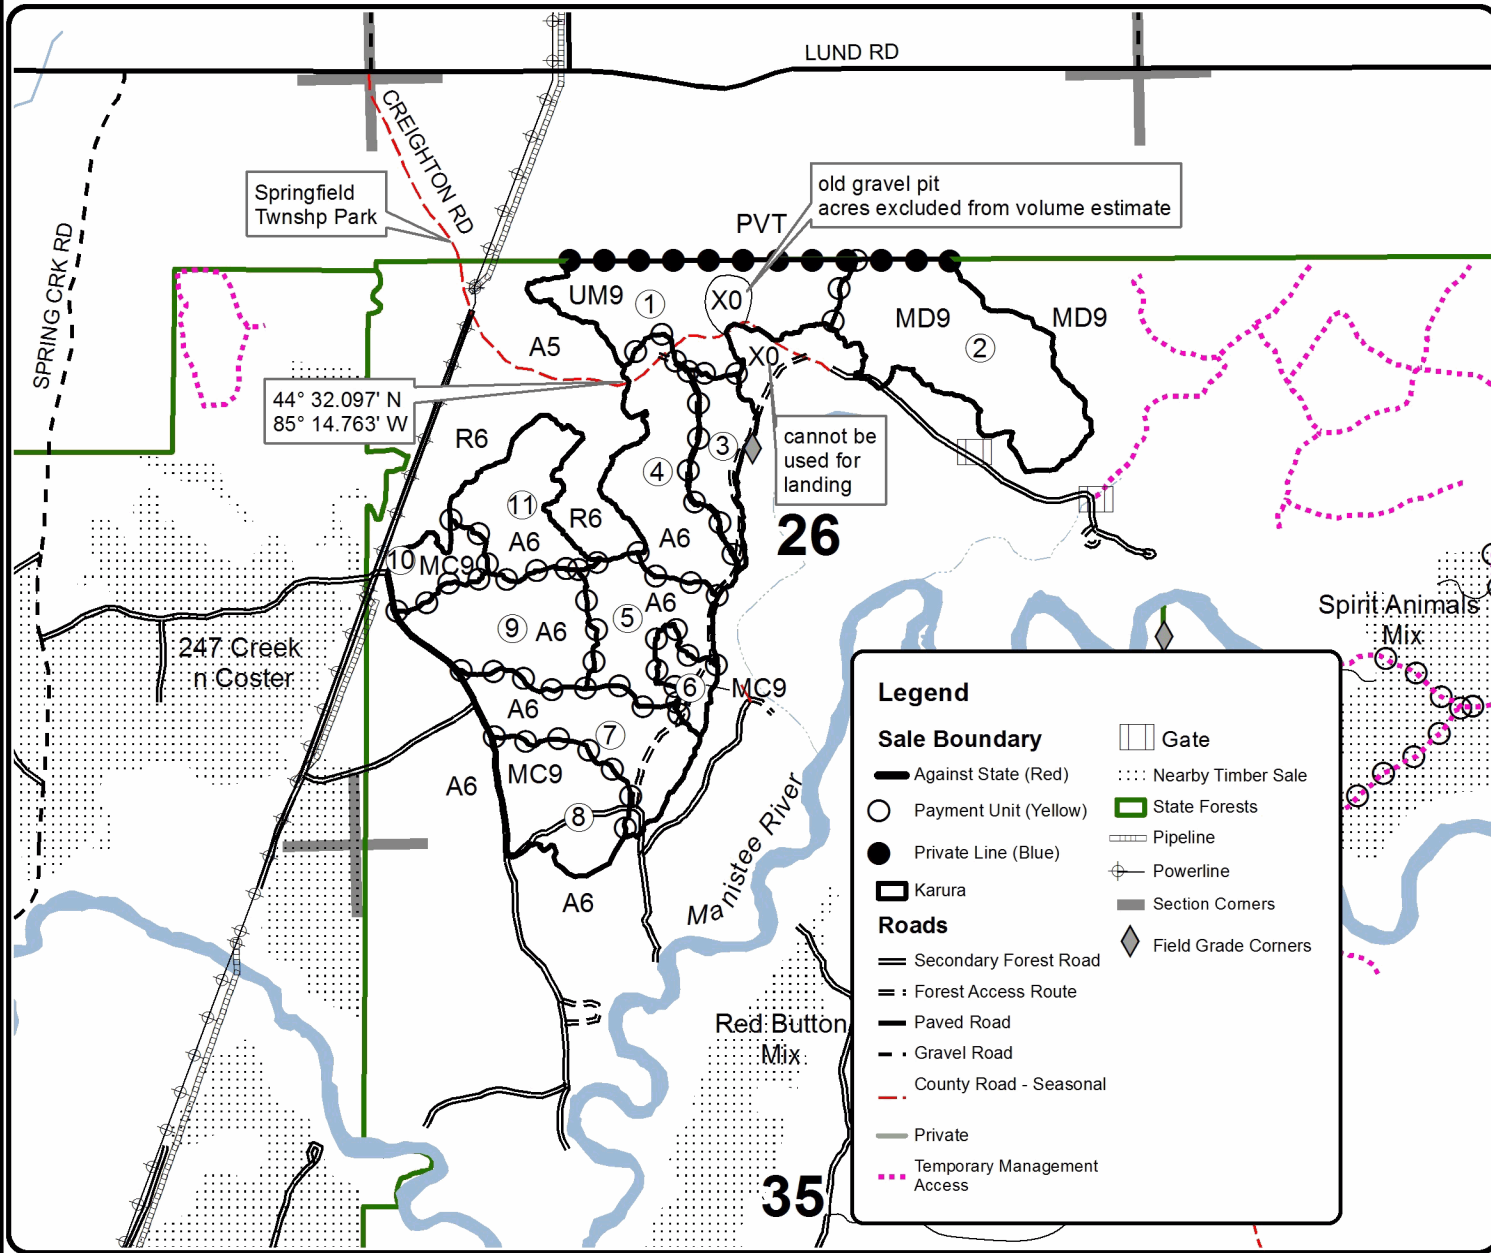 LUND RD
CREIGHTON RD
SPRING CRK RD
Springfield
Twnshp Park
old gravel pit
acres excluded from volume estimate
PVT
UM9
1
X0
MD9
MD9
2
A5
X0
44° 32.097' N
85° 14.763' W
R6
cannot be
used for
landing
3
4
11
R6
26
A6
A6
10
MC9
A6
5
9
A6
Spirit Animals
Mix
247 Creek
n Coster
6
MC9
A6
7
MC9
A6
8
A6
Manistee River
Red Button
Mix
35
Legend
Sale Boundary
Against State (Red)
Payment Unit (Yellow)
Private Line (Blue)
Karura
Roads
Secondary Forest Road
Forest Access Route
Paved Road
Gravel Road
County Road - Seasonal
Private
Temporary Management
Access
Gate
Nearby Timber Sale
State Forests
Pipeline
Powerline
Section Corners
Field Grade Corners